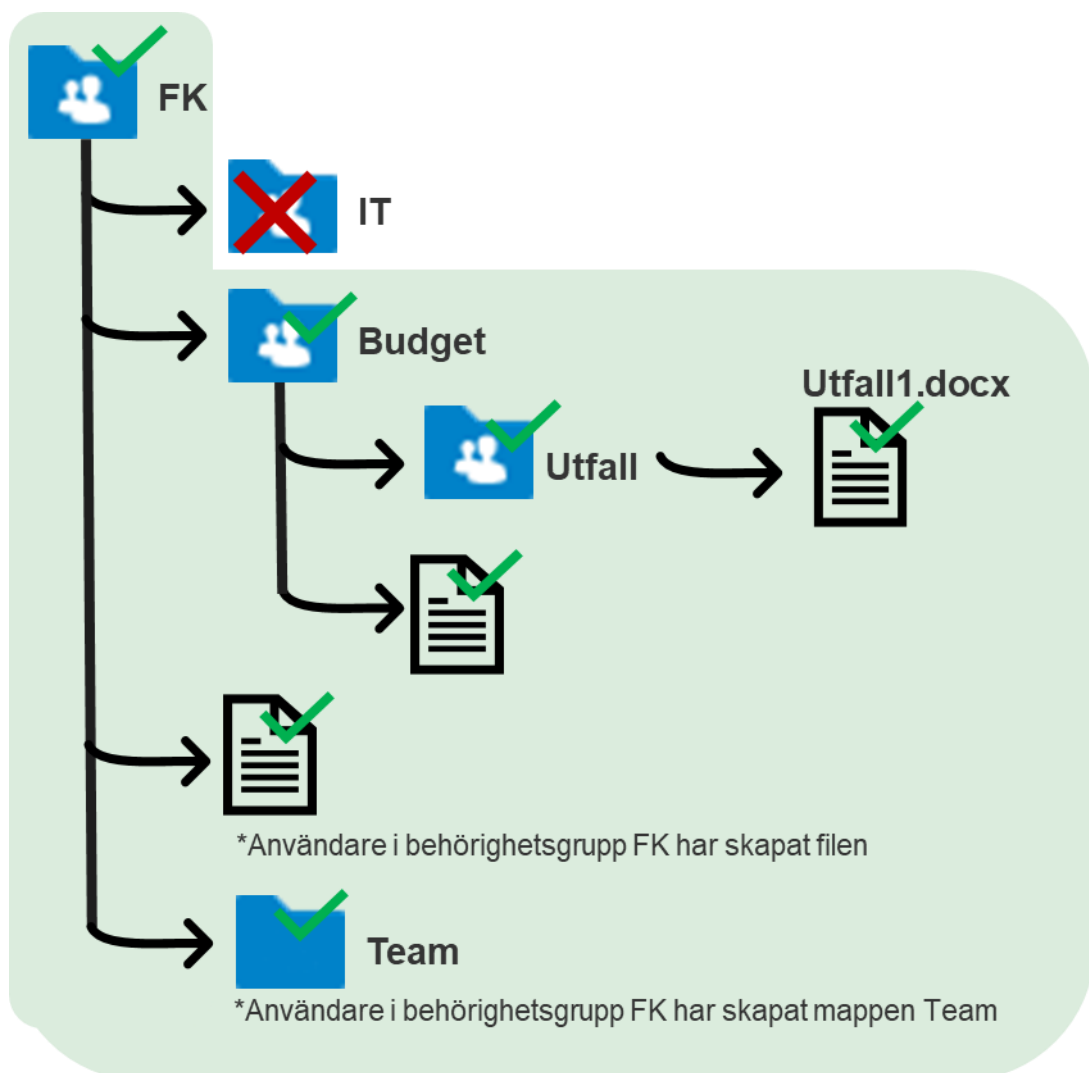 FK
IT
Budget
Utfall1.docx
Utfall
*Användare i behörighetsgrupp FK har skapat filen
Team
*Användare i behörighetsgrupp FK har skapat mappen Team